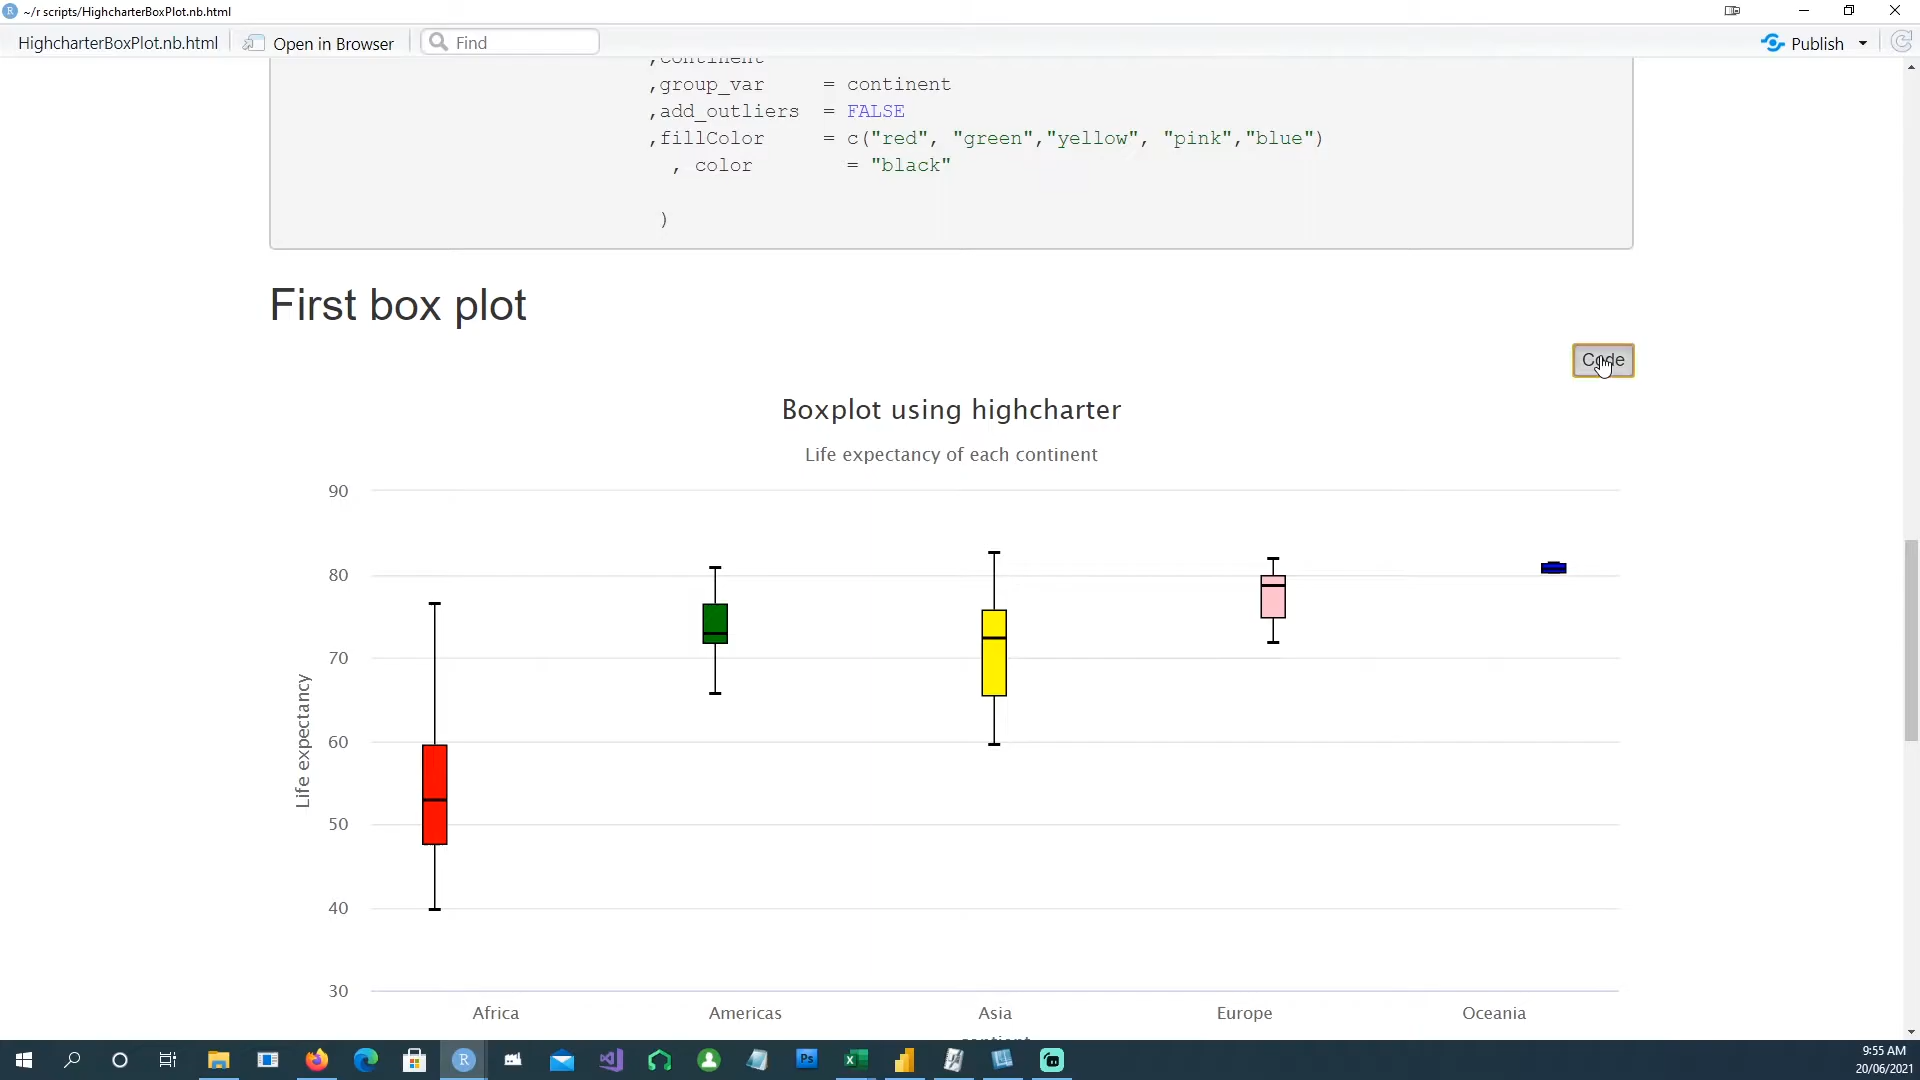 ~/r scripts/HighcharterBoxPlot.nb.html
HighcharterBoxPlot.nb.html Open in Browser Find Publish
,continent
,group_var = continent
,add_outliers = FALSE
,fillColor = c("red", "green","yellow", "pink","blue")
, color = "black"
)
First box plot
Code
Boxplot using highcharter
Life expectancy of each continent
90
80
70
60
50
40
30
Life expectancy
Africa Americas Asia Europe Oceania
9:55 AM
20/06/2021